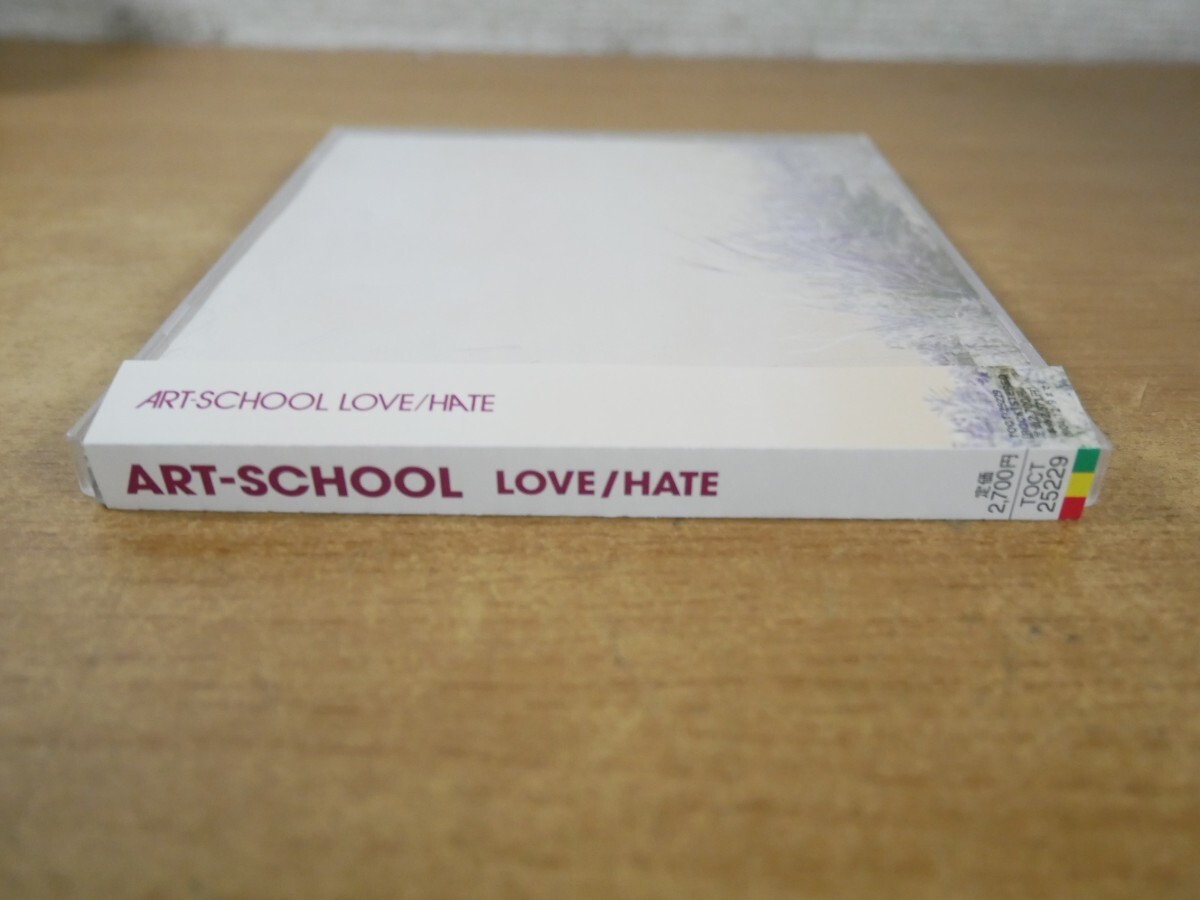 ART-SCHOOL LOVE/HATE
ART-SCHOOL LOVE/HATE
定価
2,700円
TOCT
25229